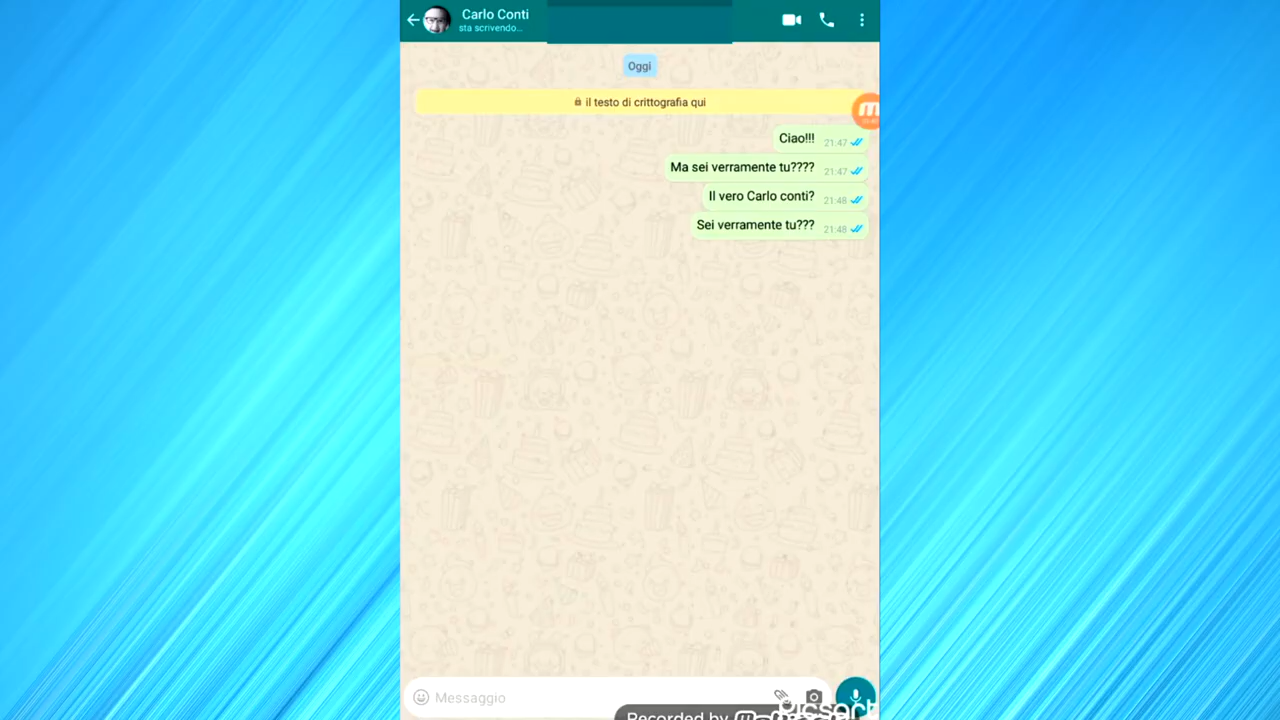 Carlo Conti
sta scrivendo...
Oggi
il testo di crittografia qui
Ciao!!! 21:47
Ma sei verramente tu???? 21:47
Il vero Carlo conti? 21:48
Sei verramente tu??? 21:48
Messaggio
Recorded by
Picsart